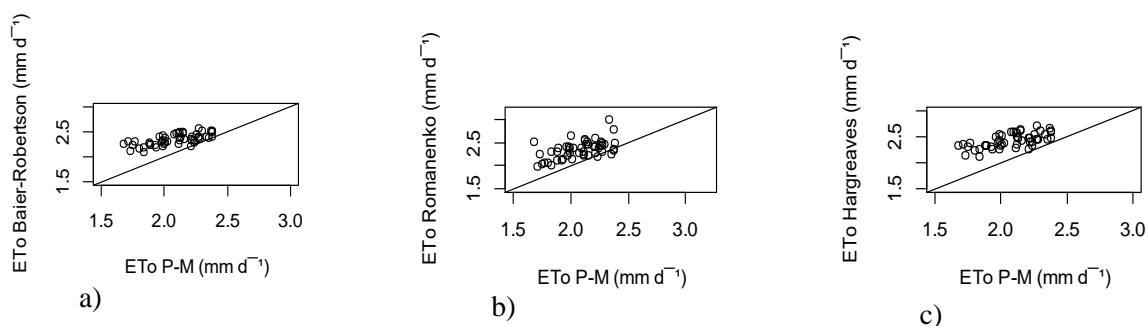 ETo Baier-Robertson (mm d¯¹)
2.5
1.5
1.5 2.0 2.5 3.0
ETo P-M (mm d¯¹)
a)
ETo Romanenko (mm d¯¹)
2.5
1.5
1.5 2.0 2.5 3.0
ETo P-M (mm d¯¹)
b)
ETo Hargreaves (mm d¯¹)
2.5
1.5
1.5 2.0 2.5 3.0
ETo P-M (mm d¯¹)
c)